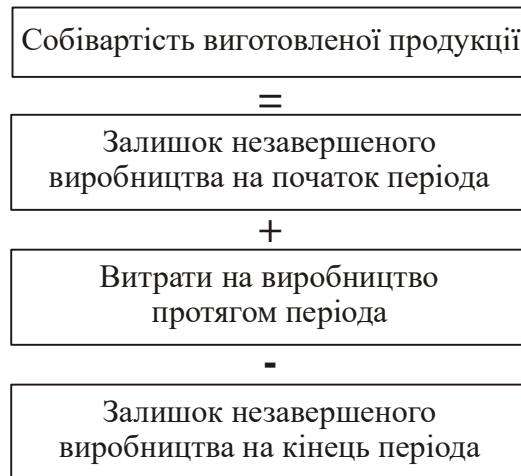 Собівартість виготовленої продукції
=
Залишок незавершеного
виробництва на початок періода
+
Витрати на виробництво
протягом періода
-
Залишок незавершеного
виробництва на кінець періода